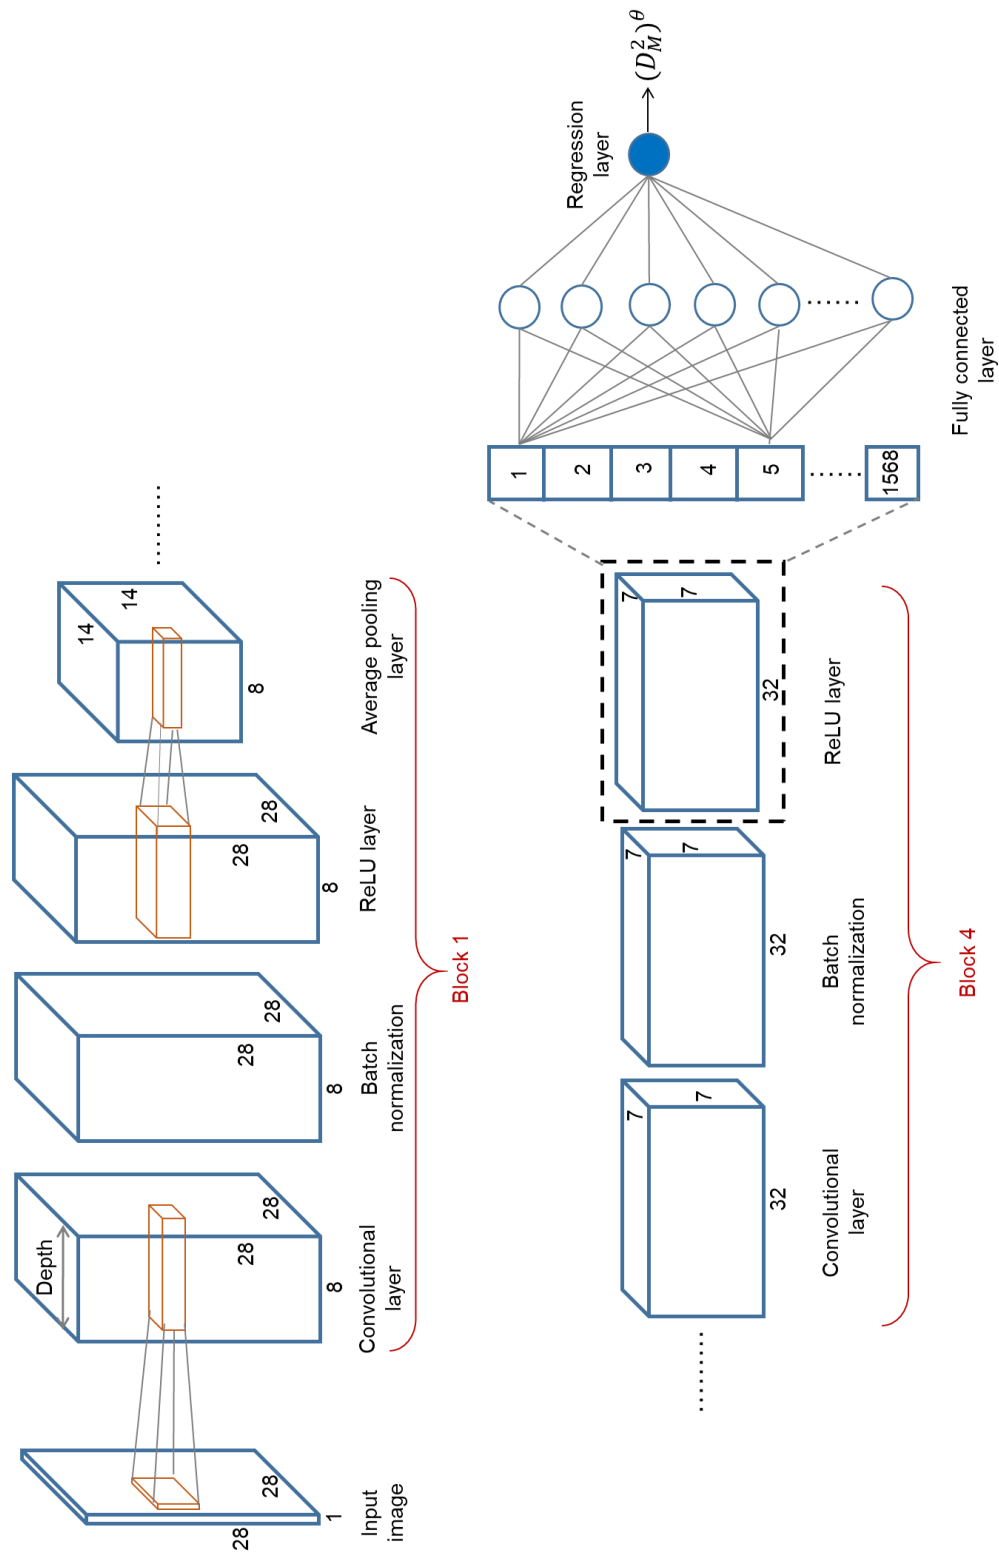 28
28
1
Input
image
Depth
28
28
8
Convolutional
layer
28
28
8
Batch
normalization
28
28
8
ReLU layer
14
14
8
Average pooling
layer
.......
Block 1
........
7
7
32
Convolutional
layer
7
7
32
Batch
normalization
7
7
32
ReLU layer
Block 4
1
2
3
4
5
......
1568
......
Fully connected
layer
Regression
layer
(D_M^2)^θ